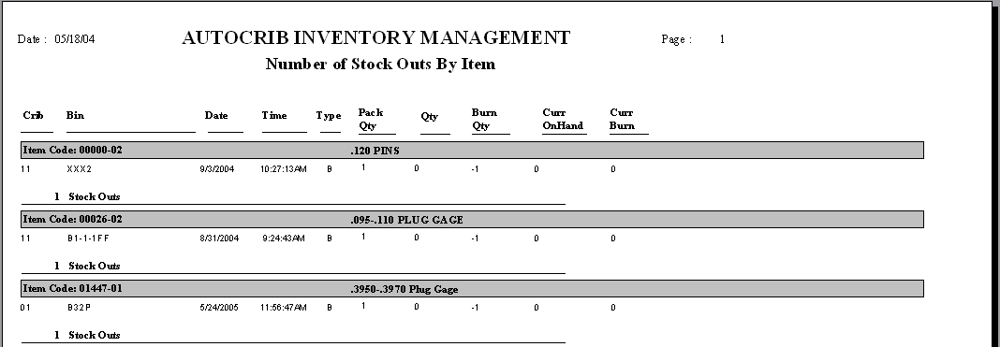 Date : 05/18/04 AUTOCRIB INVENTORY MANAGEMENT Page : 1
Number of Stock Outs By Item
Crib Bin Date Time Type Pack Qty Qty Burn Qty Curr OnHand Curr Burn
Item Code: 00000-02 .120 PINS
11 XXX2 9/3/2004 10:27:13AM B 1 0 -1 0 0
1 Stock Outs
Item Code: 00026-02 .095-.110 PLUG GAGE
11 B1-1-1FF 8/31/2004 9:24:43AM B 1 0 -1 0 0
1 Stock Outs
Item Code: 01447-01 .3950-.3970 Plug Gage
01 B32P 5/24/2005 11:56:47AM B 1 0 -1 0 0
1 Stock Outs